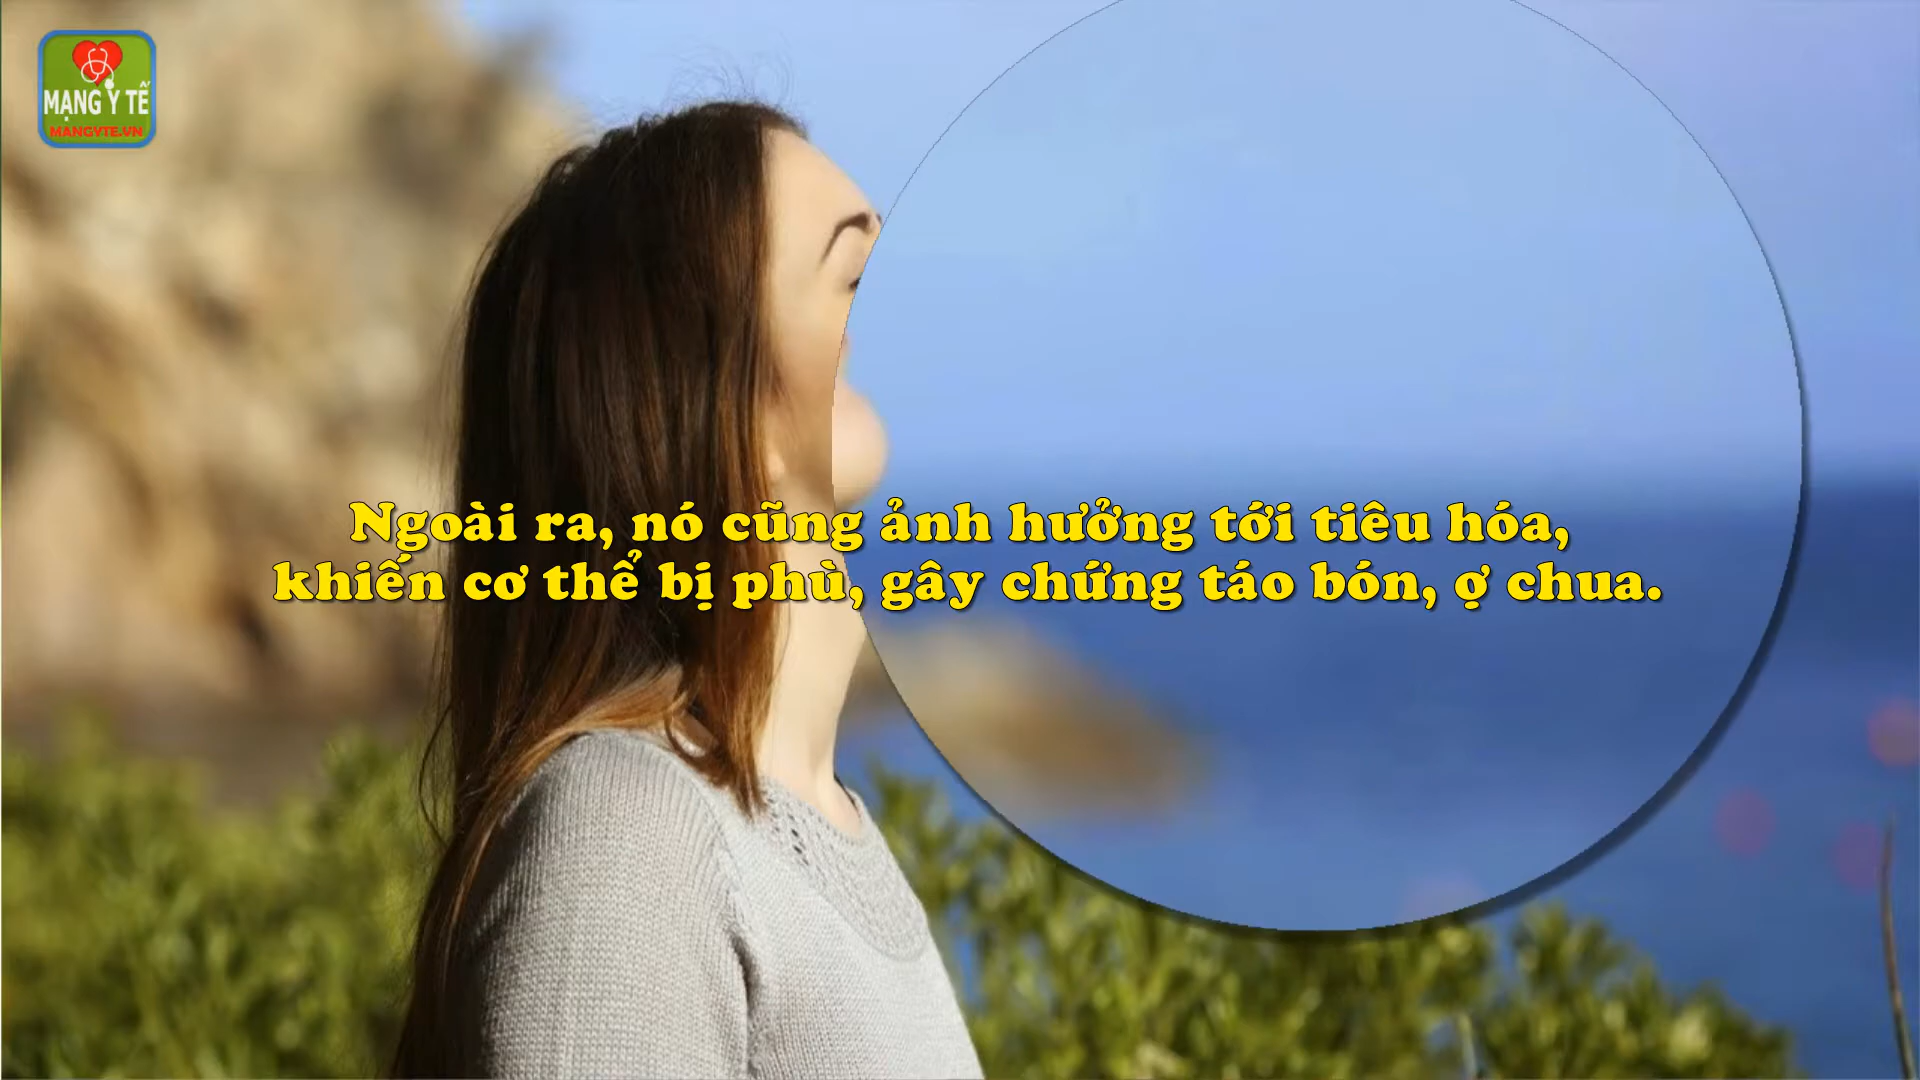 MẠNG Y TẾ
MANGYTE.VN
Ngoài ra, nó cũng ảnh hưởng tới tiêu hóa,
khiến cơ thể bị phù, gây chứng táo bón, ợ chua.